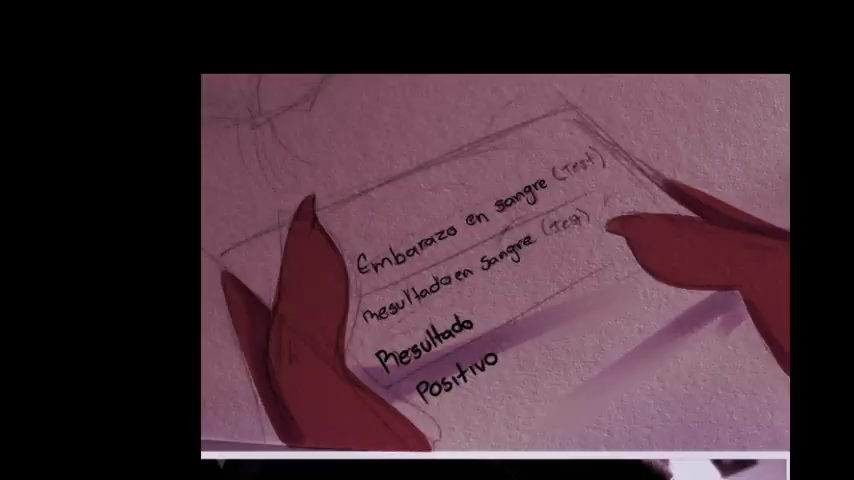 Embarazo en sangre (Test)
resultado en sangre (test)
Resultado
Positivo